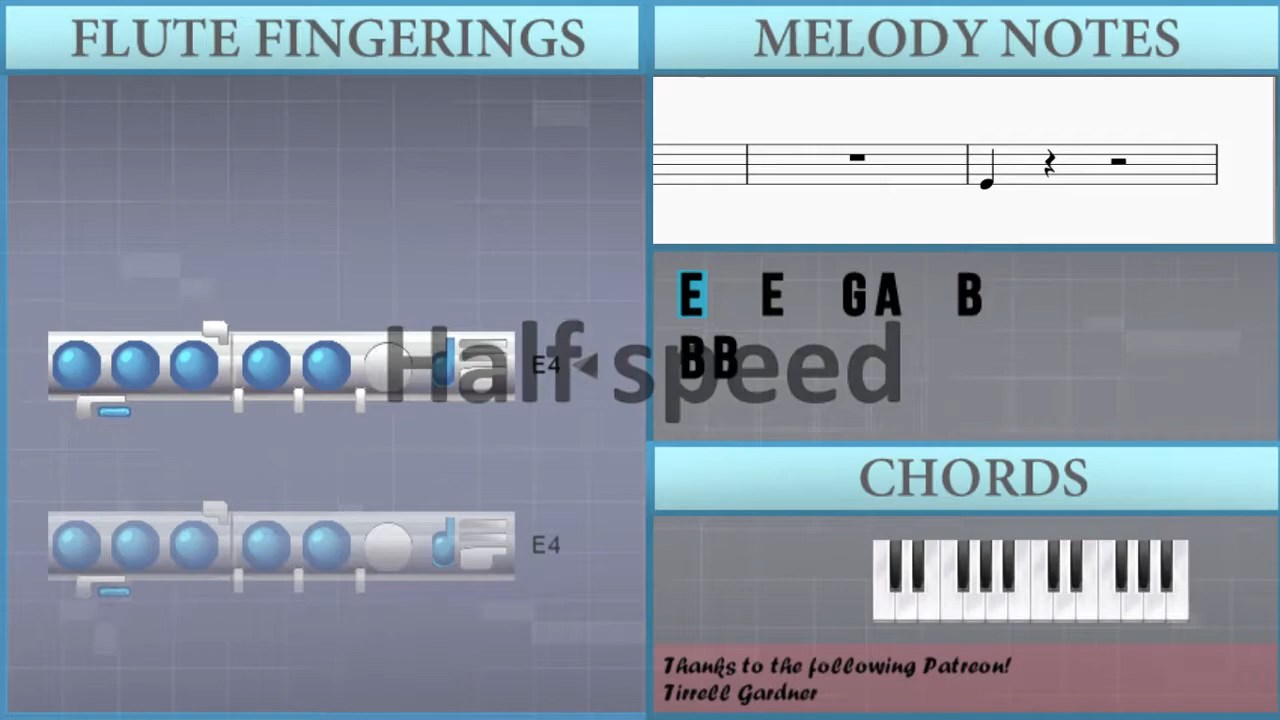 FLUTE FINGERINGS
MELODY NOTES
E E GA B
BB
Half speed
E4
E4
CHORDS
Thanks to the following Patreon!
Tirrell Gardner